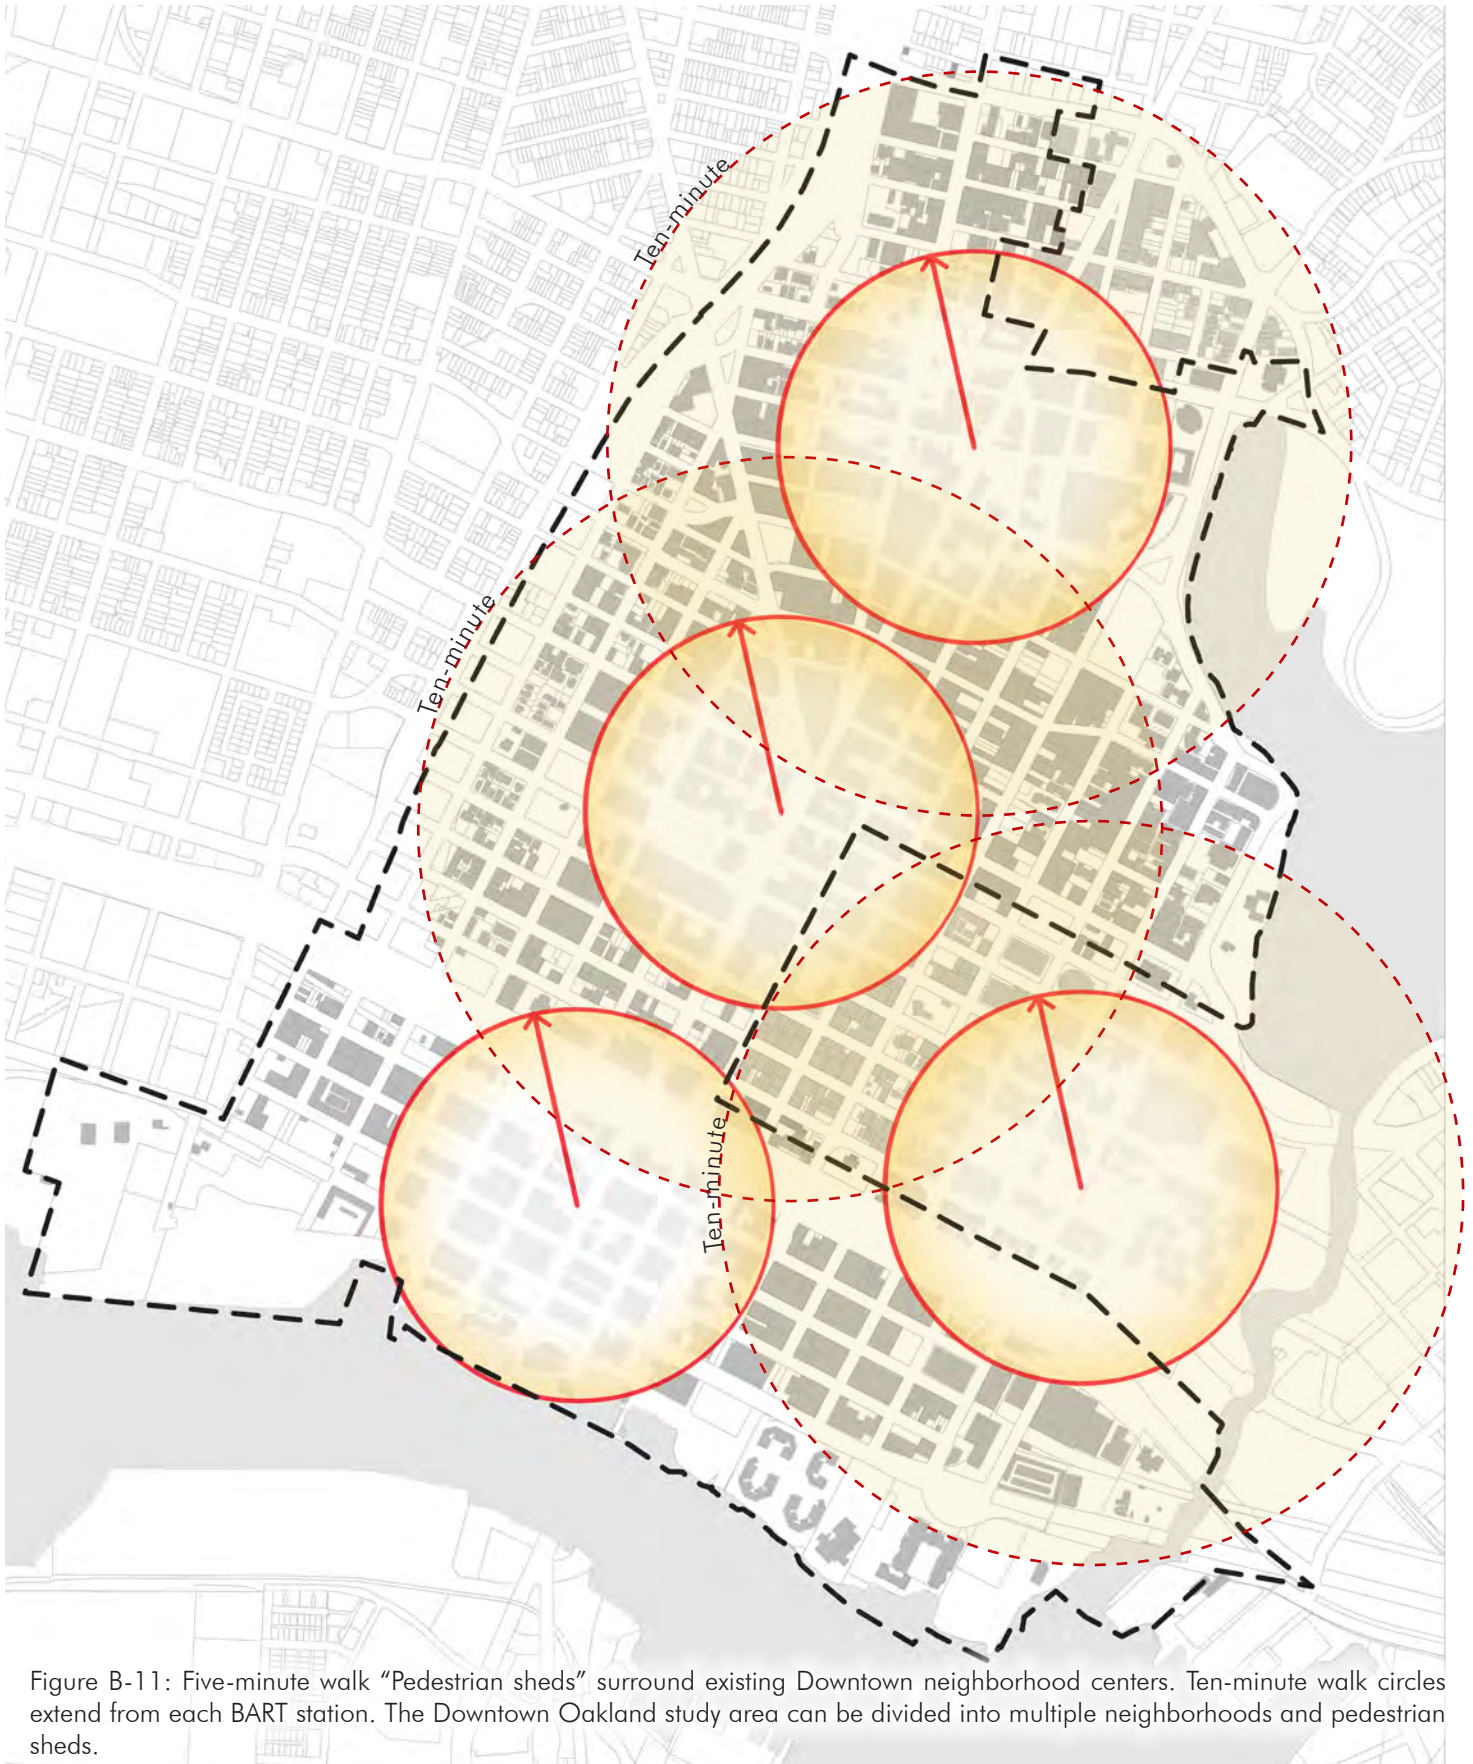 Ten-minute
Ten-minute
Ten-minute
Figure B-11: Five-minute walk “Pedestrian sheds” surround existing Downtown neighborhood centers. Ten-minute walk circles
extend from each BART station. The Downtown Oakland study area can be divided into multiple neighborhoods and pedestrian
sheds.